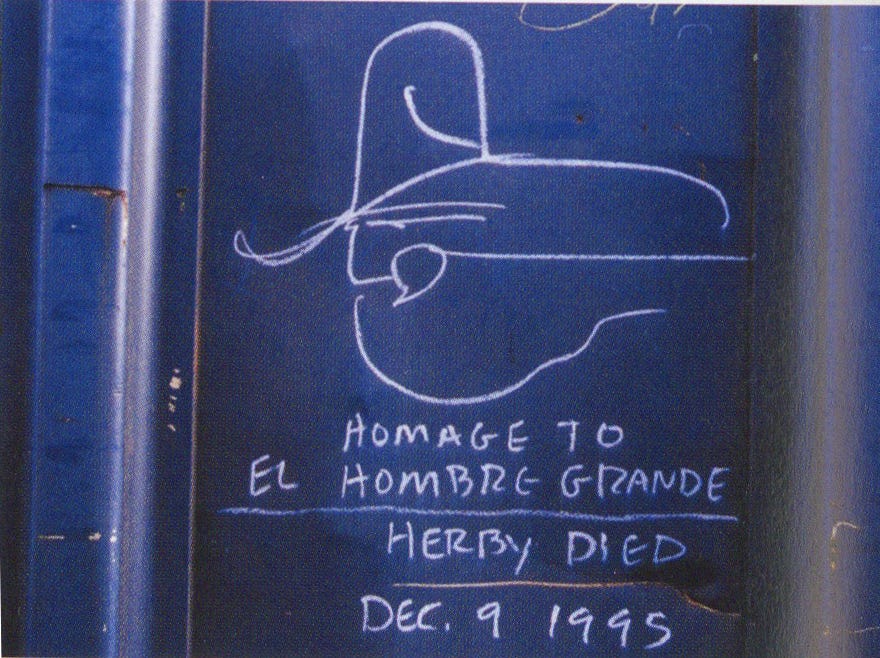 HOMAGE TO
EL HOMBRE GRANDE
HERBY DIED
DEC. 9 1995